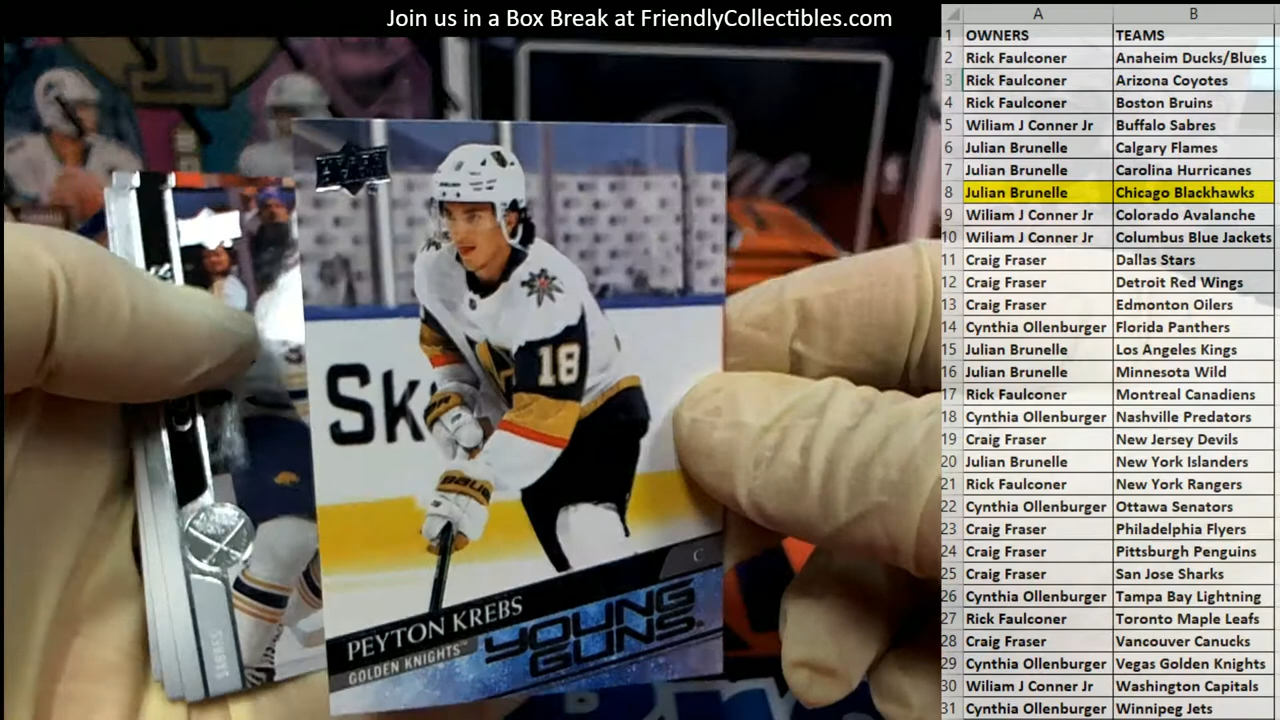 Join us in a Box Break at FriendlyCollectibles.com
A B
1 OWNERS TEAMS
2 Rick Faulconer Anaheim Ducks/Blues
3 Rick Faulconer Arizona Coyotes
4 Rick Faulconer Boston Bruins
5 Wiliam J Conner Jr Buffalo Sabres
6 Julian Brunelle Calgary Flames
7 Julian Brunelle Carolina Hurricanes
8 Julian Brunelle Chicago Blackhawks
9 Wiliam J Conner Jr Colorado Avalanche
10 Wiliam J Conner Jr Columbus Blue Jackets
11 Craig Fraser Dallas Stars
12 Craig Fraser Detroit Red Wings
13 Craig Fraser Edmonton Oilers
14 Cynthia Ollenburger Florida Panthers
15 Julian Brunelle Los Angeles Kings
16 Julian Brunelle Minnesota Wild
17 Rick Faulconer Montreal Canadiens
18 Cynthia Ollenburger Nashville Predators
19 Craig Fraser New Jersey Devils
20 Julian Brunelle New York Islanders
21 Rick Faulconer New York Rangers
22 Cynthia Ollenburger Ottawa Senators
23 Craig Fraser Philadelphia Flyers
24 Craig Fraser Pittsburgh Penguins
25 Craig Fraser San Jose Sharks
26 Cynthia Ollenburger Tampa Bay Lightning
27 Rick Faulconer Toronto Maple Leafs
28 Craig Fraser Vancouver Canucks
29 Cynthia Ollenburger Vegas Golden Knights
30 Wiliam J Conner Jr Washington Capitals
31 Cynthia Ollenburger Winnipeg Jets
18
Sk
BAUER
C
PEYTON KREBS
GOLDEN KNIGHTS™
YOUNG
GUNS
SABRES